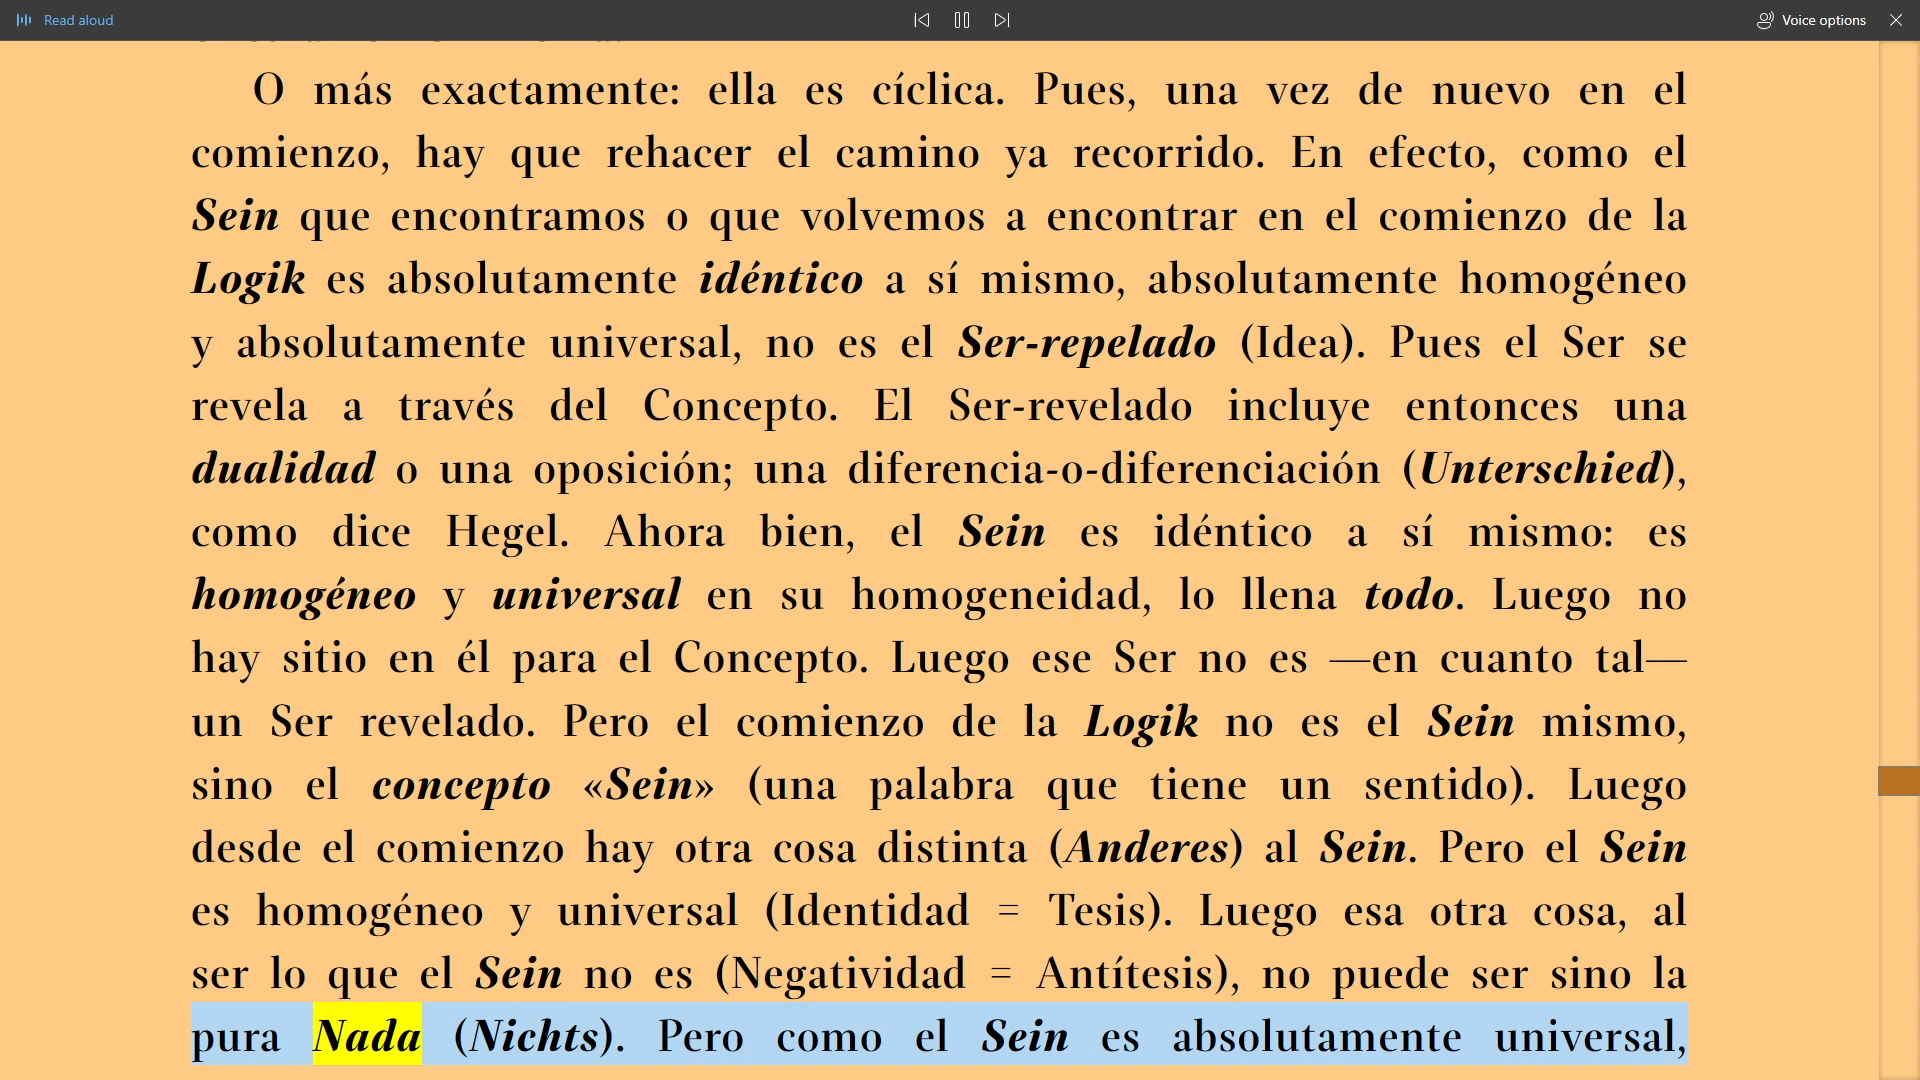 Read aloud
Voice options
O más exactamente: ella es cíclica. Pues, una vez de nuevo en el
comienzo, hay que rehacer el camino ya recorrido. En efecto, como el
Sein que encontramos o que volvemos a encontrar en el comienzo de la
Logik es absolutamente idéntico a sí mismo, absolutamente homogéneo
y absolutamente universal, no es el Ser-repelado (Idea). Pues el Ser se
revela a través del Concepto. El Ser-revelado incluye entonces una
dualidad o una oposición; una diferencia-o-diferenciación (Unterschied),
como dice Hegel. Ahora bien, el Sein es idéntico a sí mismo: es
homogéneo y universal en su homogeneidad, lo llena todo. Luego no
hay sitio en él para el Concepto. Luego ese Ser no es —en cuanto tal—
un Ser revelado. Pero el comienzo de la Logik no es el Sein mismo,
sino el concepto «Sein» (una palabra que tiene un sentido). Luego
desde el comienzo hay otra cosa distinta (Anderes) al Sein. Pero el Sein
es homogéneo y universal (Identidad = Tesis). Luego esa otra cosa, al
ser lo que el Sein no es (Negatividad = Antítesis), no puede ser sino la
pura Nada (Nichts). Pero como el Sein es absolutamente universal,